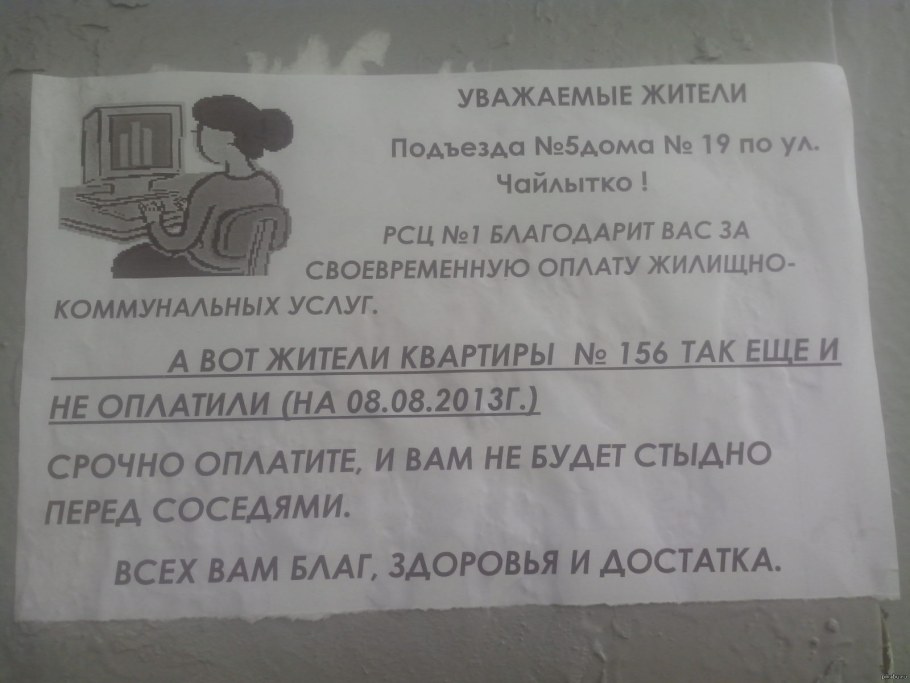 УВАЖАЕМЫЕ ЖИТЕЛИ
Подъезда №5дома № 19 по ул.
Чайлытко !
РСЦ №1 БЛАГОДАРИТ ВАС ЗА
СВОЕВРЕМЕННУЮ ОПЛАТУ ЖИЛИЩНО-
КОММУНАЛЬНЫХ УСЛУГ.
А ВОТ ЖИТЕЛИ КВАРТИРЫ № 156 ТАК ЕЩЕ И
НЕ ОПЛАТИЛИ (НА 08.08.2013Г.)
СРОЧНО ОПЛАТИТЕ, И ВАМ НЕ БУДЕТ СТЫДНО
ПЕРЕД СОСЕДЯМИ.
ВСЕХ ВАМ БЛАГ, ЗДОРОВЬЯ И ДОСТАТКА.